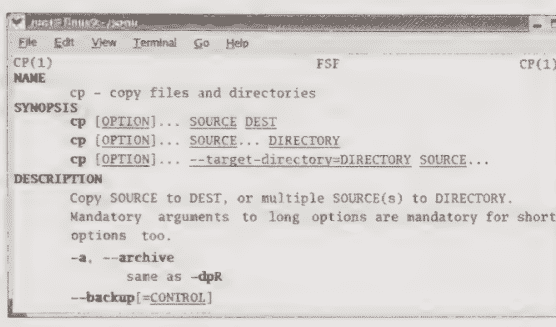 File Edit View Terminal Go Help
CP(1) FSF CP(1)
NAME
cp - copy files and directories
SYNOPSIS
cp [OPTION]... SOURCE DEST
cp [OPTION]... SOURCE... DIRECTORY
cp [OPTION]... --target-directory=DIRECTORY SOURCE...
DESCRIPTION
Copy SOURCE to DEST, or multiple SOURCE(s) to DIRECTORY.
Mandatory arguments to long options are mandatory for short
options too.
-a, --archive
same as -dpR
--backup[=CONTROL]